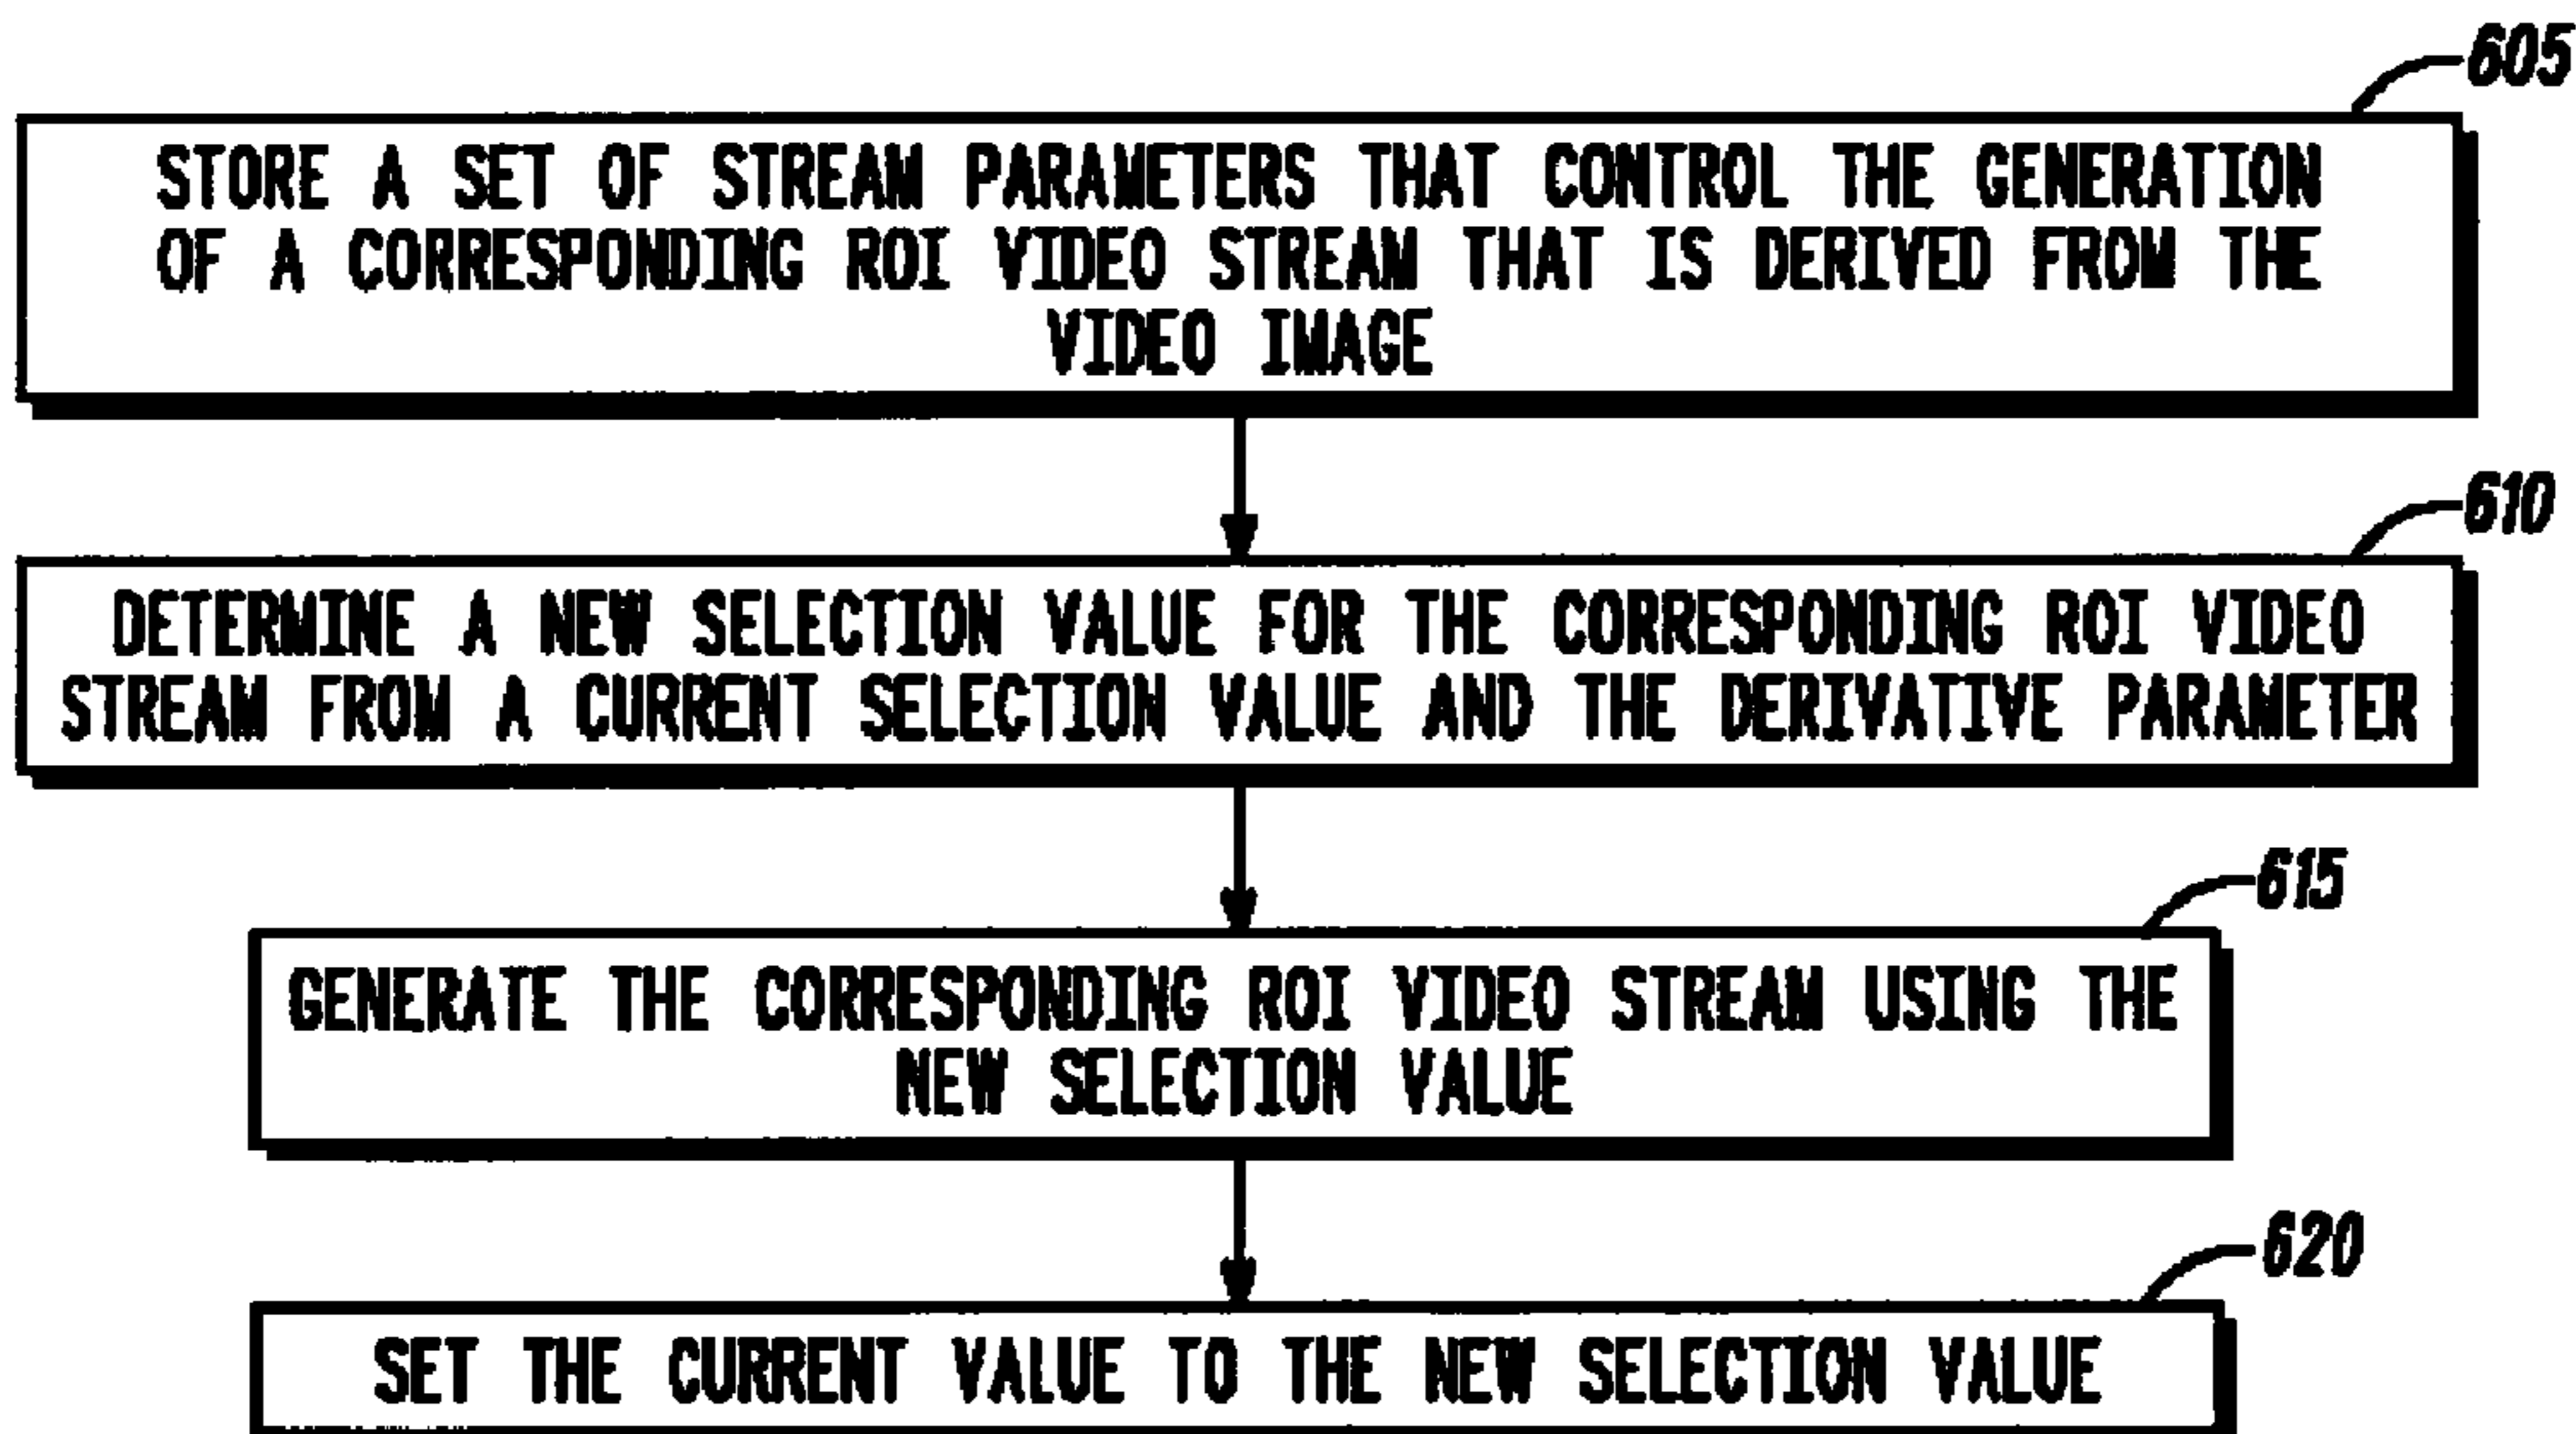 605
STORE A SET OF STREAM PARAMETERS THAT CONTROL THE GENERATION
OF A CORRESPONDING ROI VIDEO STREAM THAT IS DERIVED FROM THE
VIDEO IMAGE
610
DETERMINE A NEW SELECTION VALUE FOR THE CORRESPONDING ROI VIDEO
STREAM FROM A CURRENT SELECTION VALUE AND THE DERIVATIVE PARAMETER
615
GENERATE THE CORRESPONDING ROI VIDEO STREAM USING THE
NEW SELECTION VALUE
620
SET THE CURRENT VALUE TO THE NEW SELECTION VALUE